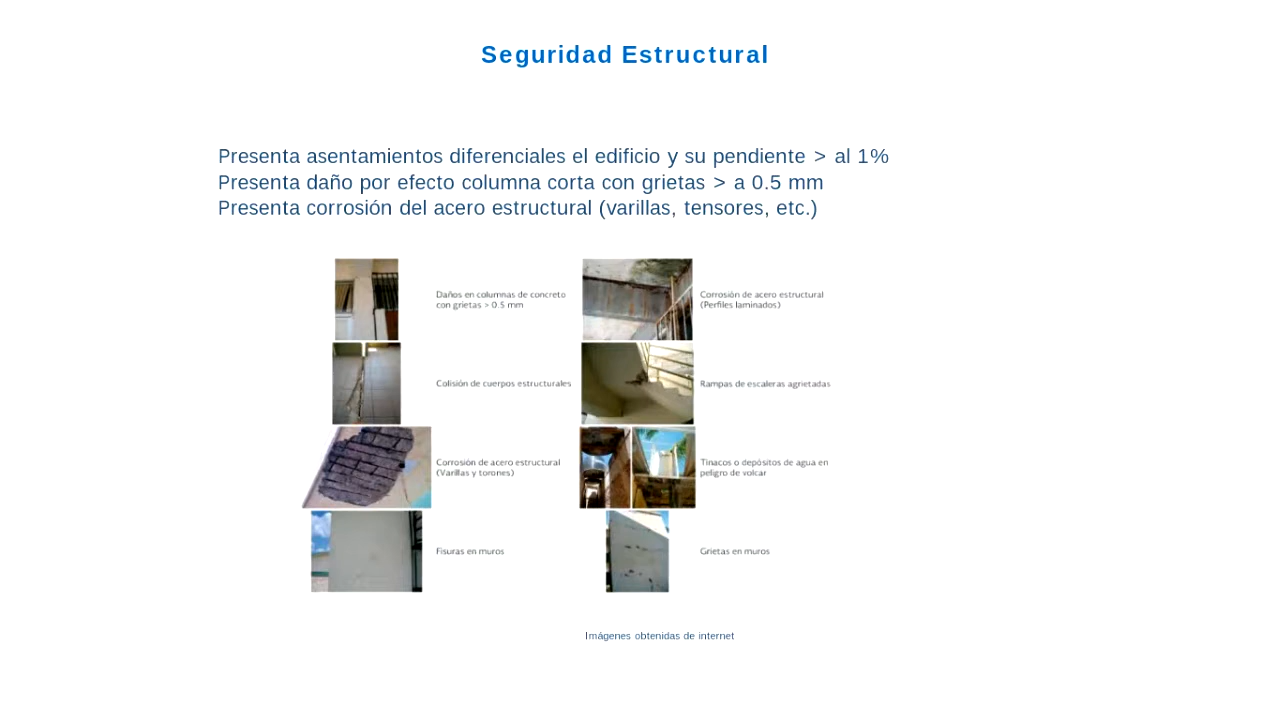 Seguridad Estructural
Presenta asentamientos diferenciales el edificio y su pendiente > al 1%
Presenta daño por efecto columna corta con grietas > a 0.5 mm
Presenta corrosión del acero estructural (varillas, tensores, etc.)
Daños en columnas de concreto
con grietas > 0.5 mm
Corrosión de acero estructural
(Perfiles laminados)
Colisión de cuerpos estructurales
Rampas de escaleras agrietadas
Corrosión de acero estructural
(Varillas y torones)
Tinacos o depósitos de agua en
peligro de volcar
Fisuras en muros
Grietas en muros
Imágenes obtenidas de internet